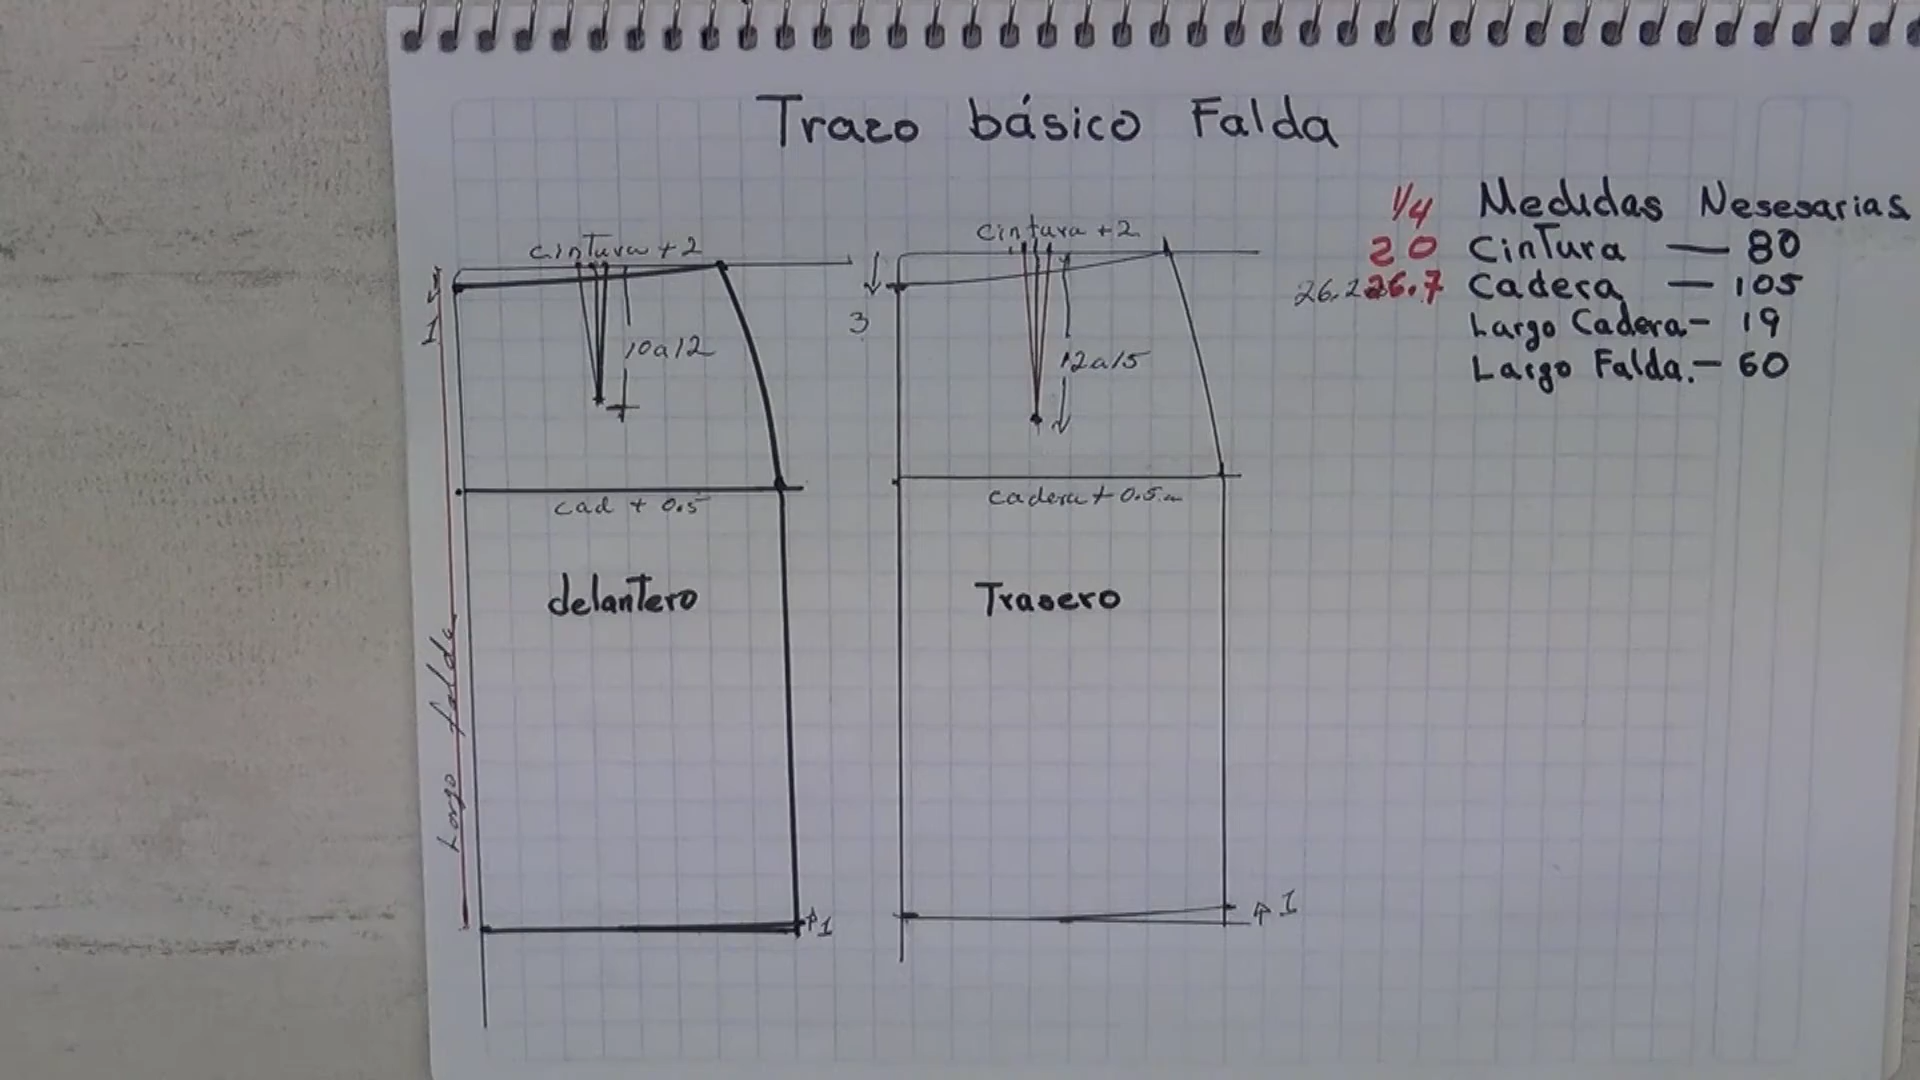 Trazo básico Falda
1/4 Medidas Nesesarias
20 Cintura — 80
26.2 26.7 Cadera — 105
Largo Cadera - 19
Largo Falda. - 60
cintura + 2
1
10a12
cad + 0.5
delantero
Largo falda
1
cintura + 2
3
12a15
cadera + 0.5
Trasero
1